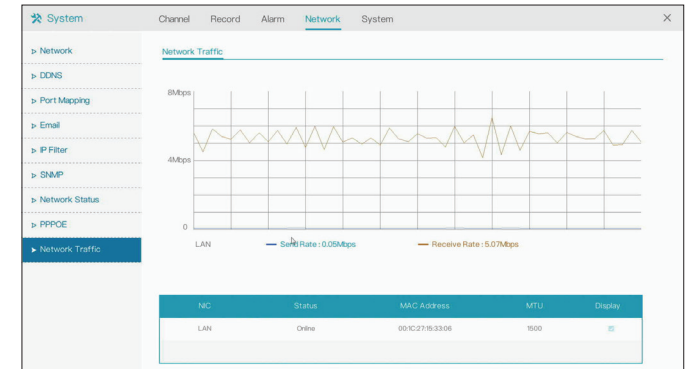 System
Channel Record Alarm Network System
Network
DDNS
Port Mapping
Email
IP Filter
SNMP
Network Status
PPPOE
Network Traffic
Network Traffic
8Mbps
4Mbps
0
LAN Send Rate : 0.05Mbps Receive Rate : 5.07Mbps
NIC Status MAC Address MTU Display
LAN Online 00:1C:27:15:33:06 1500